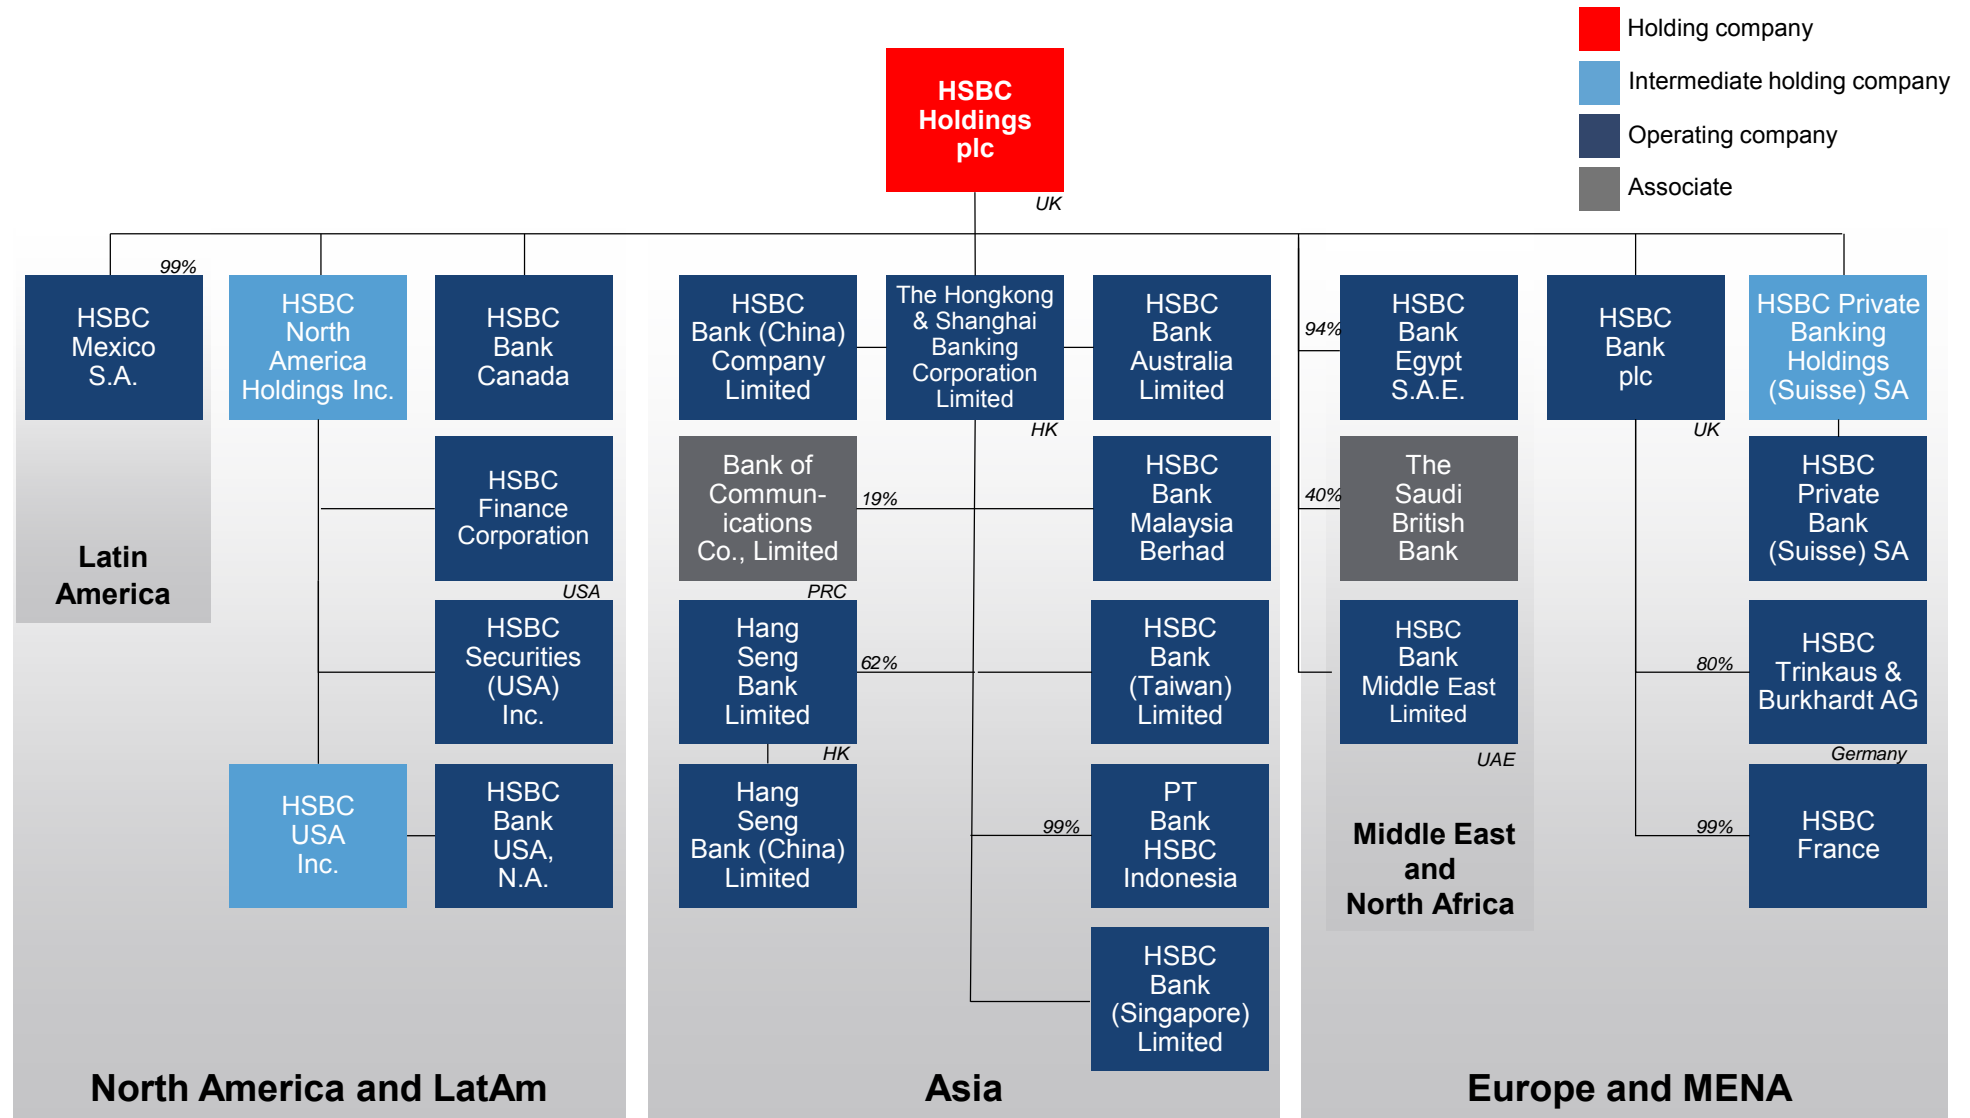 Holding company
Intermediate holding company
Operating company
Associate
HSBC
Holdings
plc
UK
99%
HSBC
Mexico
S.A.
HSBC
North
America
Holdings Inc.
HSBC
Bank
Canada
HSBC
Finance
Corporation
USA
HSBC
Securities
(USA)
Inc.
HSBC
USA
Inc.
HSBC
Bank
USA,
N.A.
Latin
America
North America and LatAm
HSBC
Bank (China)
Company
Limited
The Hongkong
& Shanghai
Banking
Corporation
Limited
HK
HSBC
Bank
Australia
Limited
Bank of
Commun-
ications
Co., Limited
19%
PRC
HSBC
Bank
Malaysia
Berhad
Hang
Seng
Bank
Limited
62%
HK
HSBC
Bank
(Taiwan)
Limited
Hang
Seng
Bank (China)
Limited
99%
PT
Bank
HSBC
Indonesia
HSBC
Bank
(Singapore)
Limited
Asia
94%
HSBC
Bank
Egypt
S.A.E.
40%
The
Saudi
British
Bank
HSBC
Bank
Middle East
Limited
UAE
Middle East
and
North Africa
HSBC
Bank
plc
UK
HSBC Private
Banking
Holdings
(Suisse) SA
HSBC
Private
Bank
(Suisse) SA
80%
HSBC
Trinkaus &
Burkhardt AG
Germany
99%
HSBC
France
Europe and MENA